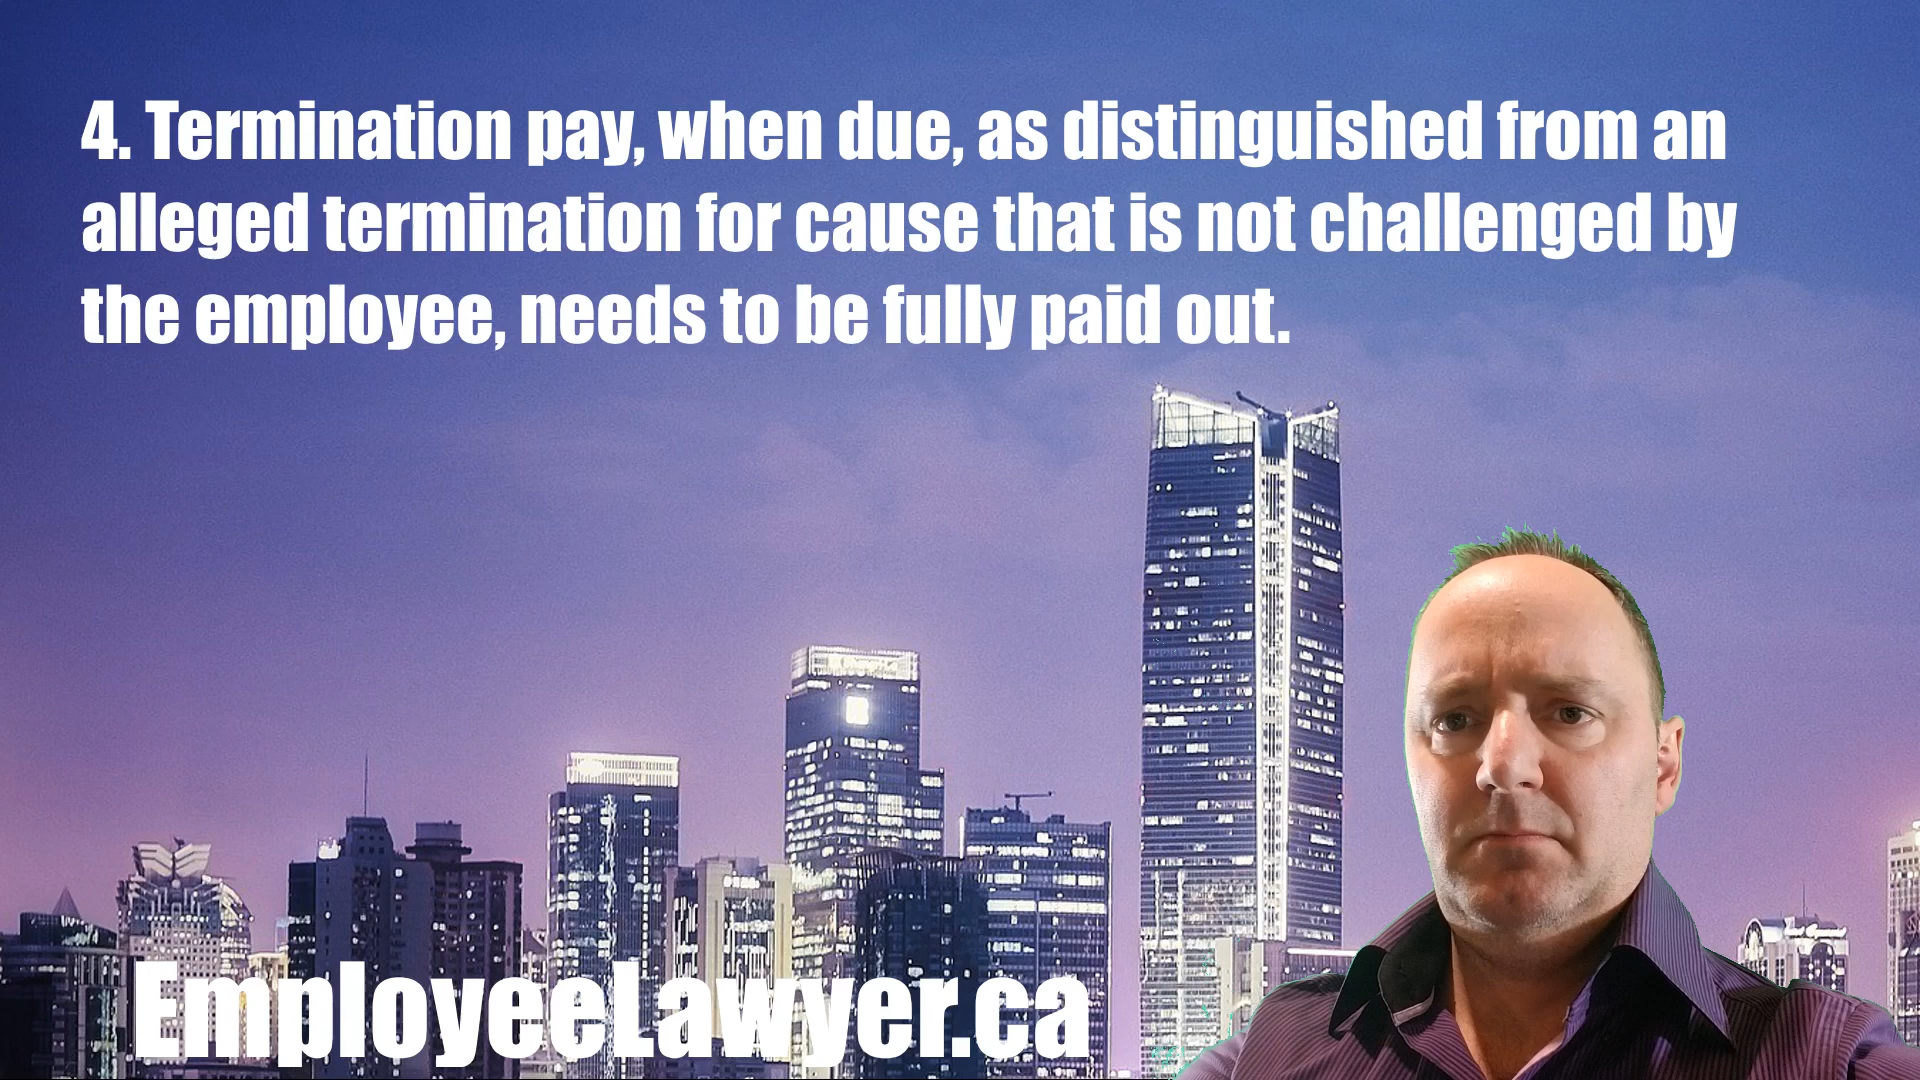 4. Termination pay, when due, as distinguished from an
alleged termination for cause that is not challenged by
the employee, needs to be fully paid out.
EmployeeLawyer.ca